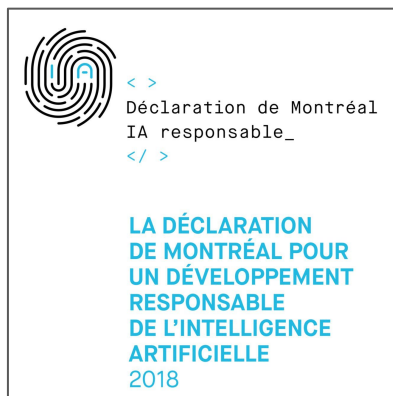 IA
< >
Déclaration de Montréal
IA responsable_
</ >
LA DÉCLARATION
DE MONTRÉAL POUR
UN DÉVELOPPEMENT
RESPONSABLE
DE L'INTELLIGENCE
ARTIFICIELLE
2018